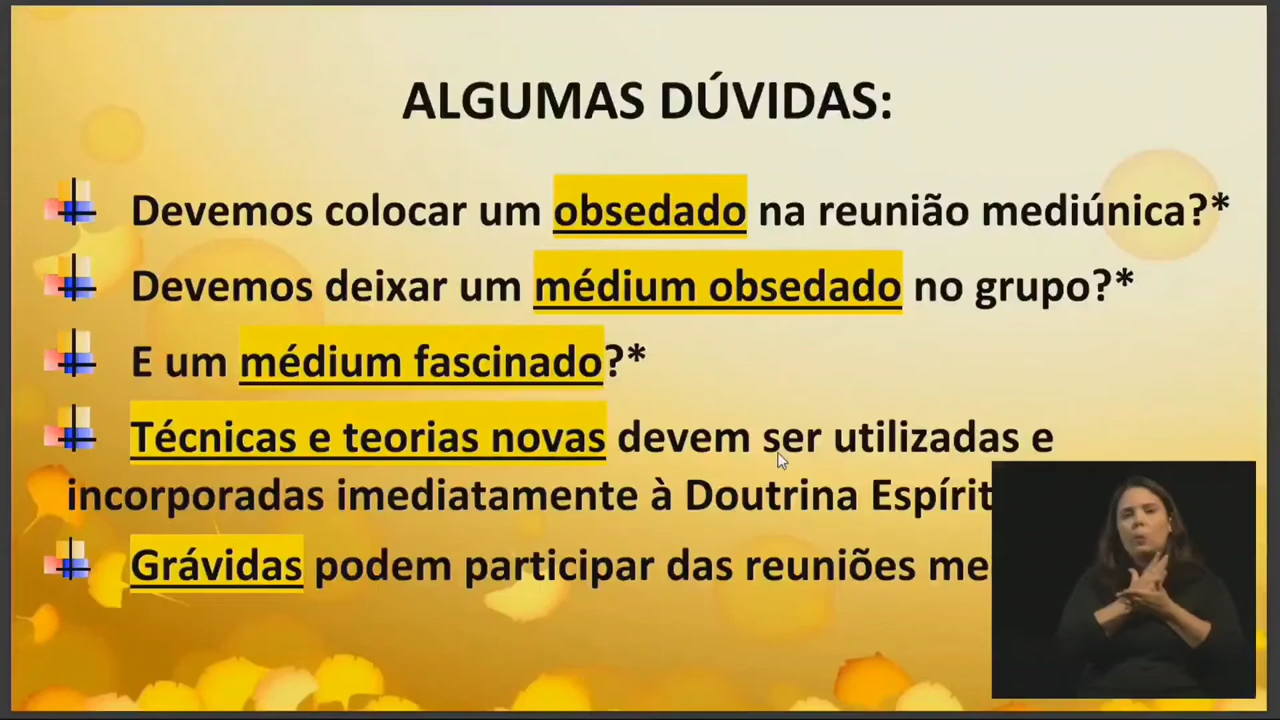 ALGUMAS DÚVIDAS:
Devemos colocar um obsedado na reunião mediúnica?*
Devemos deixar um médium obsedado no grupo?*
E um médium fascinado?*
Técnicas e teorias novas devem ser utilizadas e
incorporadas imediatamente à Doutrina
Grávidas podem participar das reuniões